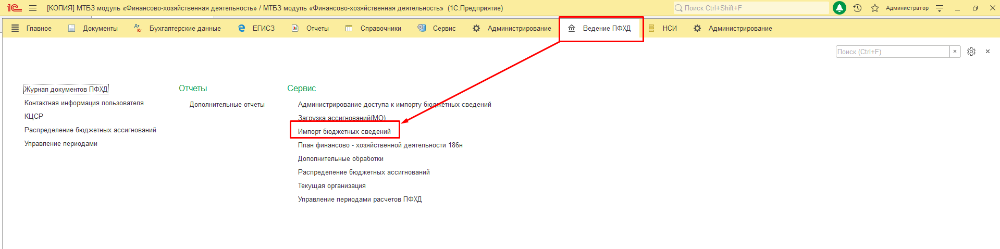 1С [КОПИЯ] МТБЗ модуль «Финансово-хозяйственная деятельность» / МТБЗ модуль «Финансово-хозяйственная деятельность» (1С:Предприятие) Поиск Ctrl+Shift+F Администратор
Главное Документы Дт Кт Бухгалтерские данные ЕГИСЗ Отчеты Справочники Сервис Администрирование Ведение ПФХД НСИ Администрирование
Поиск (Ctrl+F)
Журнал документов ПФХД
Контактная информация пользователя
КЦСР
Распределение бюджетных ассигнований
Управление периодами
Отчеты
Дополнительные отчеты
Сервис
Администрирование доступа к импорту бюджетных сведений
Загрузка ассигнований(МО)
Импорт бюджетных сведений
План финансово - хозяйственной деятельности 186н
Дополнительные обработки
Распределение бюджетных ассигнований
Текущая организация
Управление периодами расчетов ПФХД